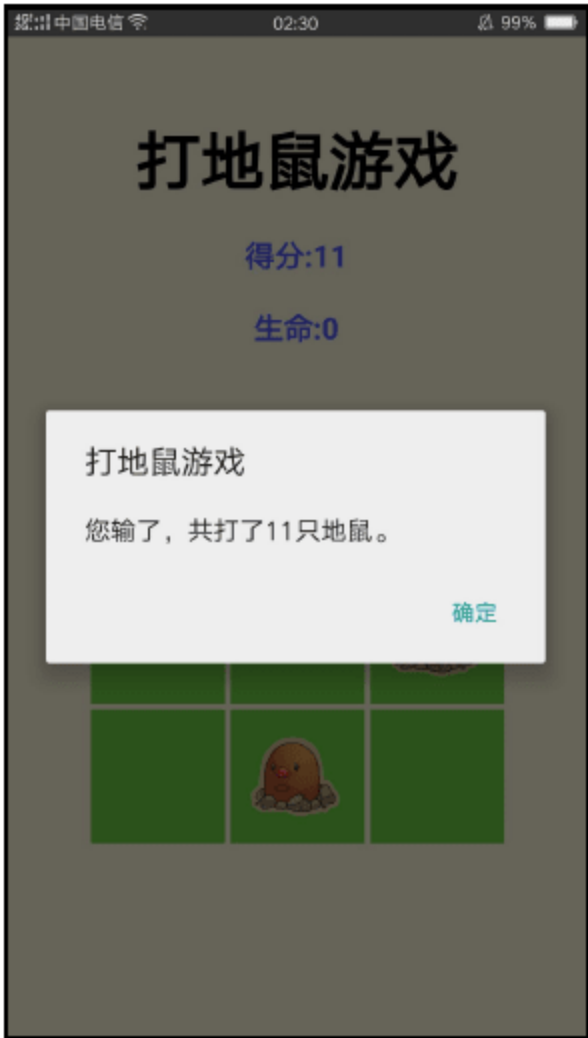 中国电信 02:30 99%
打地鼠游戏
得分:11
生命:0
打地鼠游戏
您输了，共打了11只地鼠。
确定